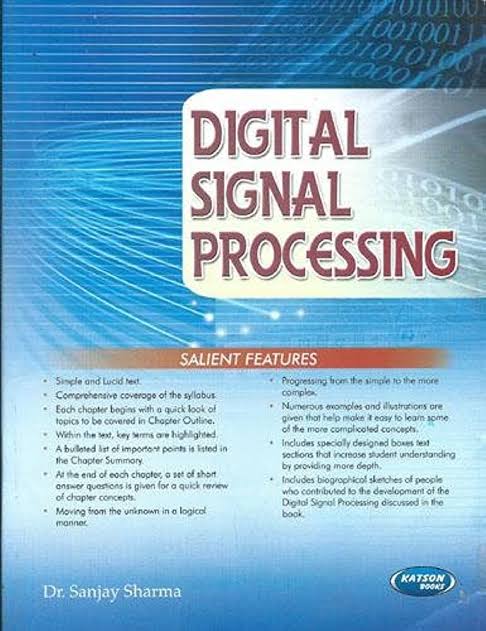 DIGITAL
SIGNAL
PROCESSING
SALIENT FEATURES
• Simple and Lucid text.
• Comprehensive coverage of the syllabus.
• Each chapter begins with a quick look of
topics to be covered in Chapter Outline.
• Within the text, key terms are highlighted.
• A bulleted list of important points is listed in
the Chapter Summary.
• At the end of each chapter, a set of short
answer questions is given for a quick review
of chapter concepts.
• Moving from the unknown in a logical
manner.
• Progressing from the simple to the more
complex.
• Numerous examples and illustrations are
given that help make it easy to learn some
of the more complicated concepts.
• Includes specially designed boxes text
sections that increase student understanding
by providing more depth.
• Includes biographical sketches of people
who contributed to the development of the
Digital Signal Processing discussed in the
book.
Dr. Sanjay Sharma
KATSON
BOOKS